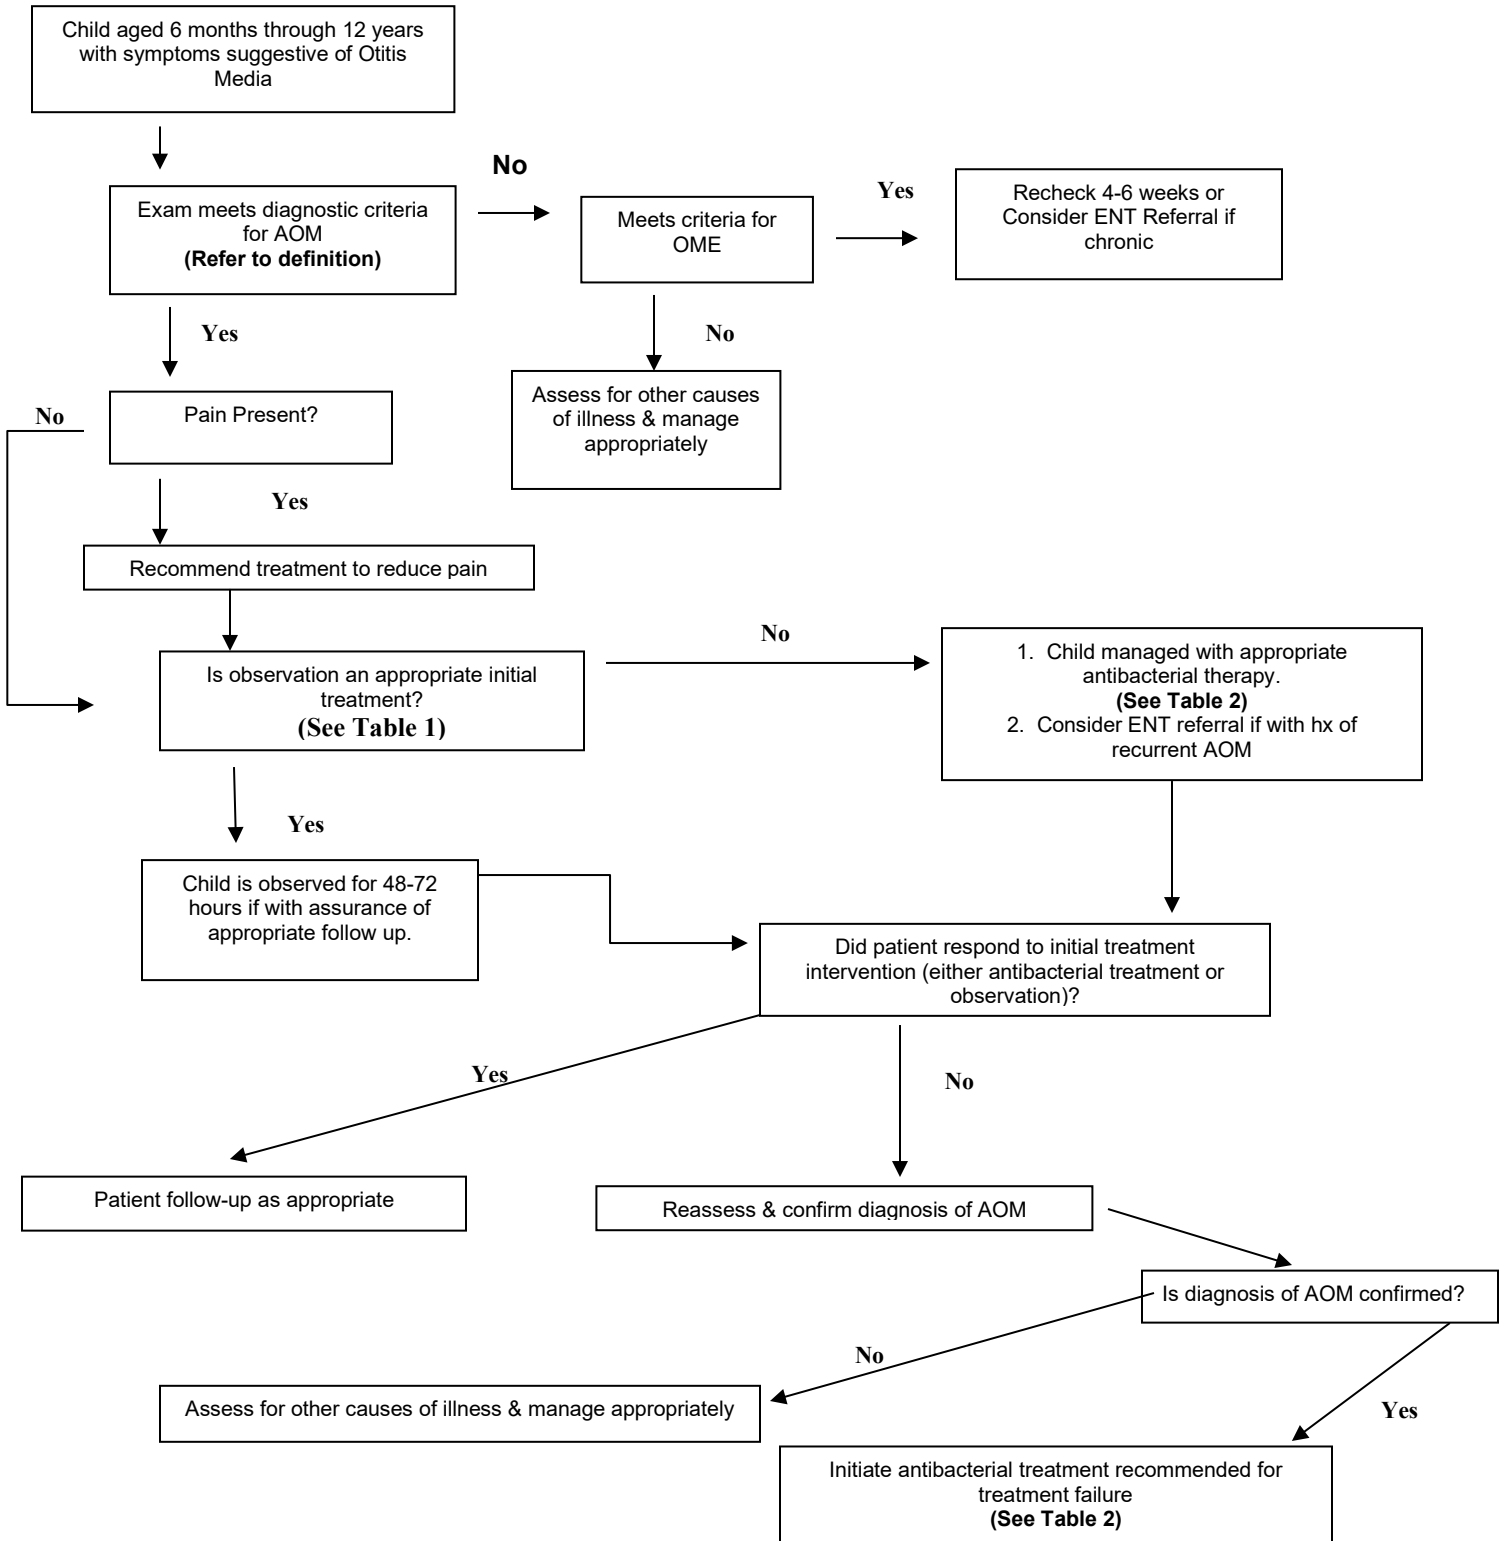 Child aged 6 months through 12 years
with symptoms suggestive of Otitis
Media
No
Exam meets diagnostic criteria
for AOM
(Refer to definition)
Meets criteria for
OME
Yes
Recheck 4-6 weeks or
Consider ENT Referral if
chronic
Yes
No
Assess for other causes
of illness & manage
appropriately
No
Pain Present?
Yes
Recommend treatment to reduce pain
Is observation an appropriate initial
treatment?
(See Table 1)
No
1. Child managed with appropriate
antibacterial therapy.
(See Table 2)
2. Consider ENT referral if with hx of
recurrent AOM
Yes
Child is observed for 48-72
hours if with assurance of
appropriate follow up.
Did patient respond to initial treatment
intervention (either antibacterial treatment or
observation)?
Yes
No
Patient follow-up as appropriate
Reassess & confirm diagnosis of AOM
Is diagnosis of AOM confirmed?
No
Assess for other causes of illness & manage appropriately
Yes
Initiate antibacterial treatment recommended for
treatment failure
(See Table 2)